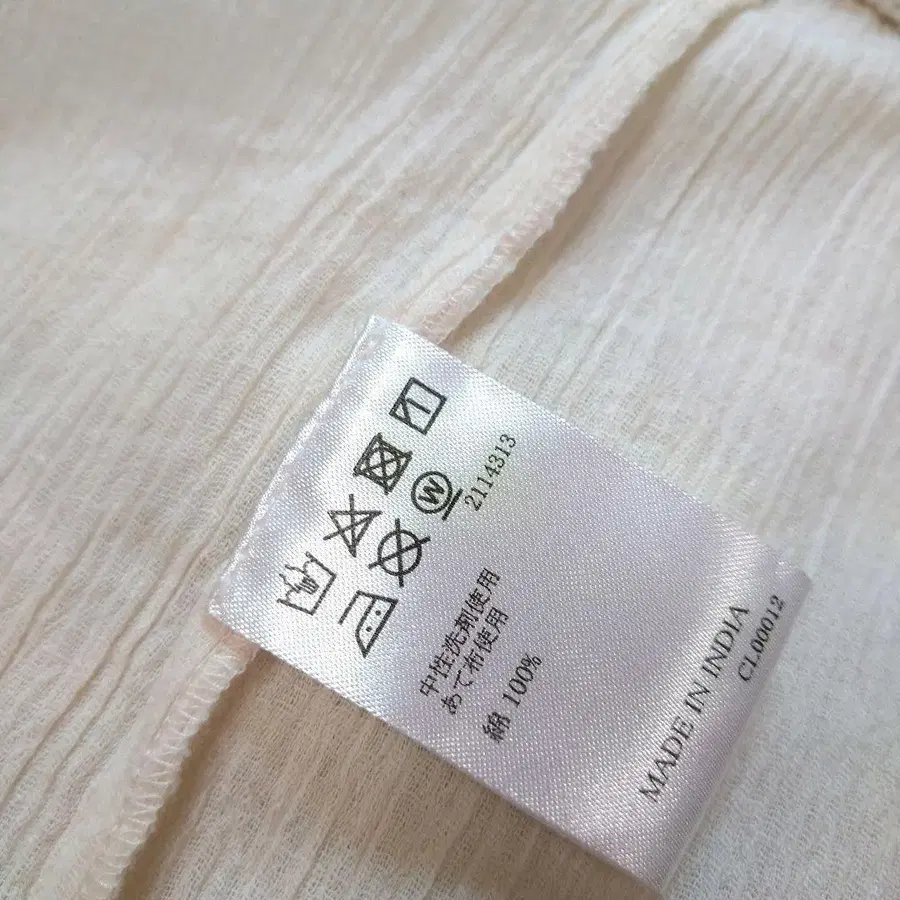 W
2114313
中性洗剤使用
あて布使用
綿 100%
MADE IN INDIA
CL00012